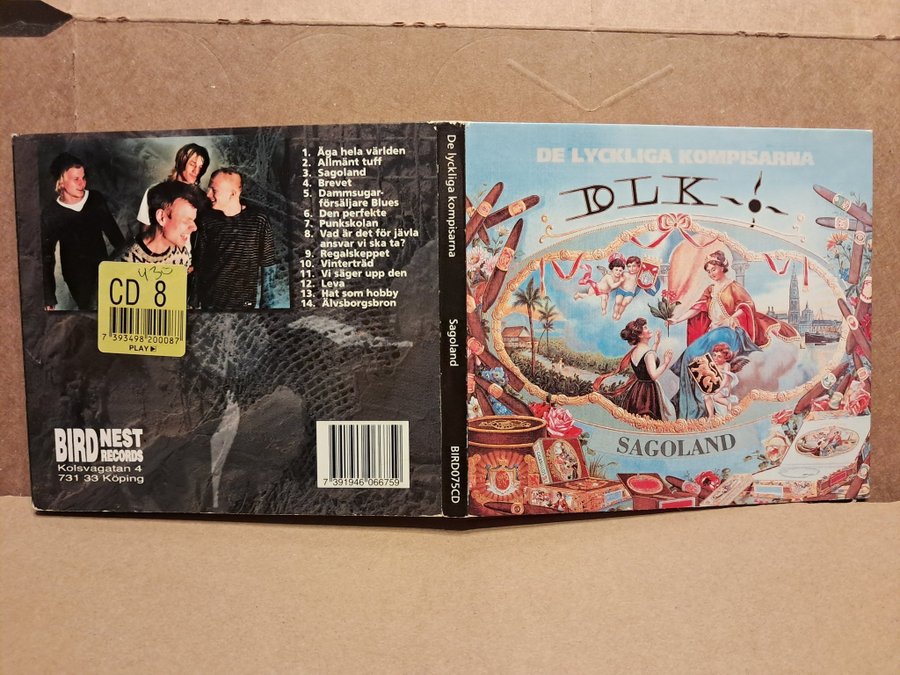 1. Äga hela världen
2. Allmänt tuff
3. Sagoland
4. Brevet
5. Dammsugar-
försäljare Blues
6. Den perfekte
7. Punkskolan
8. Vad är det för jävla
ansvar vi ska ta?
9. Regalskeppet
10. Vinterträd
11. Vi säger upp den
12. Leva
13. Hat som hobby
14. Älvsborgsbron
430
CD 8
7 393498 200087
PLAY
BIRD NEST
RECORDS
Kolsvagatan 4
731 33 Köping
7 391946 066759
De lyckliga kompisarna
Sagoland
BIRD075CD
DE LYCKLIGA KOMPISARNA
DLK
SAGOLAND